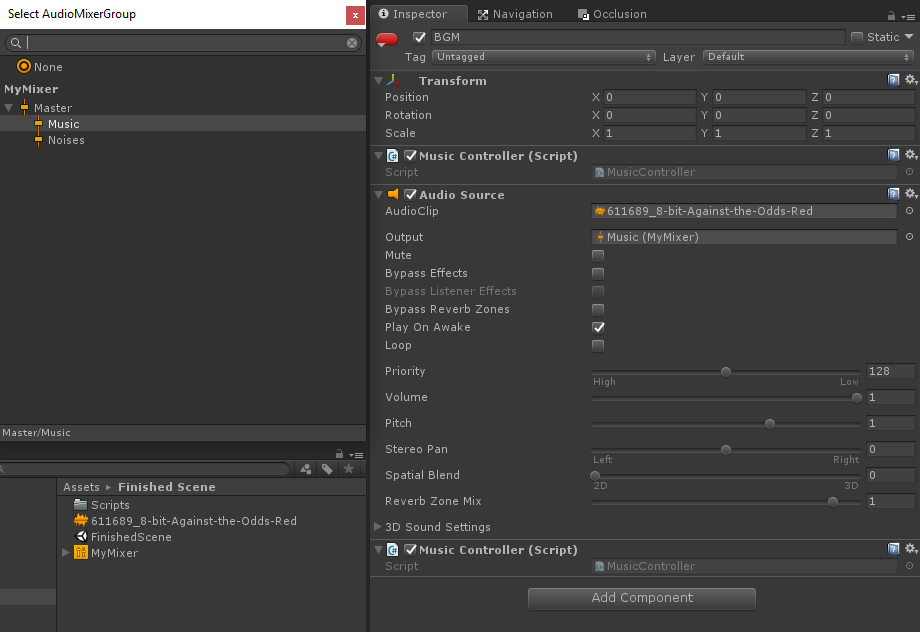 Select AudioMixerGroup
x
None
MyMixer
Master
Music
Noises
Master/Music
Assets ▸ Finished Scene
Scripts
611689_8-bit-Against-the-Odds-Red
FinishedScene
MyMixer
Inspector Navigation Occlusion
BGM Static
Tag Untagged Layer Default
Transform
Position X 0 Y 0 Z 0
Rotation X 0 Y 0 Z 0
Scale X 1 Y 1 Z 1
Music Controller (Script)
Script MusicController
Audio Source
AudioClip 611689_8-bit-Against-the-Odds-Red
Output Music (MyMixer)
Mute
Bypass Effects
Bypass Listener Effects
Bypass Reverb Zones
Play On Awake
Loop
Priority 128
High Low
Volume 1
Pitch 1
Stereo Pan 0
Left Right
Spatial Blend 0
2D 3D
Reverb Zone Mix 1
3D Sound Settings
Music Controller (Script)
Script MusicController
Add Component